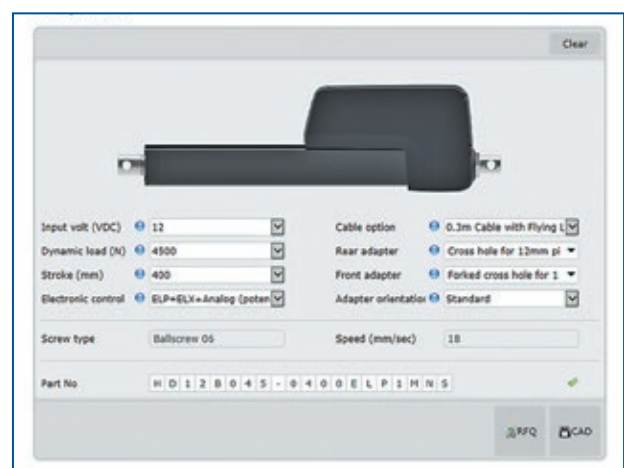 Clear
Input volt (VDC) 12 Cable option 0.3m Cable with Flying L
Dynamic load (N) 4500 Rear adapter Cross hole for 12mm pi
Stroke (mm) 400 Front adapter Forked cross hole for 1
Electronic control ELP=ELX+Analog (poten Adapter orientatio Standard
Screw type Ballscrew 06 Speed (mm/sec) 18
Part No H D 1 2 B 0 4 5 - 0 4 0 0 E L P 1 M N S
RFQ CAD